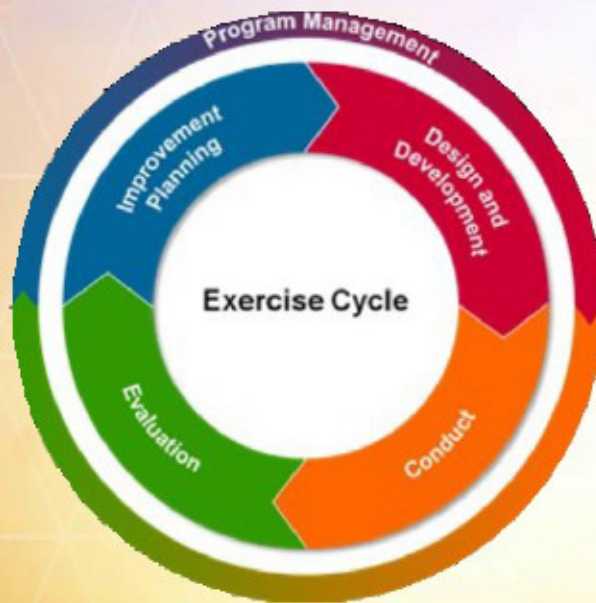 Program Management
Improvement
Planning
Design and
Development
Exercise Cycle
Evaluation
Conduct